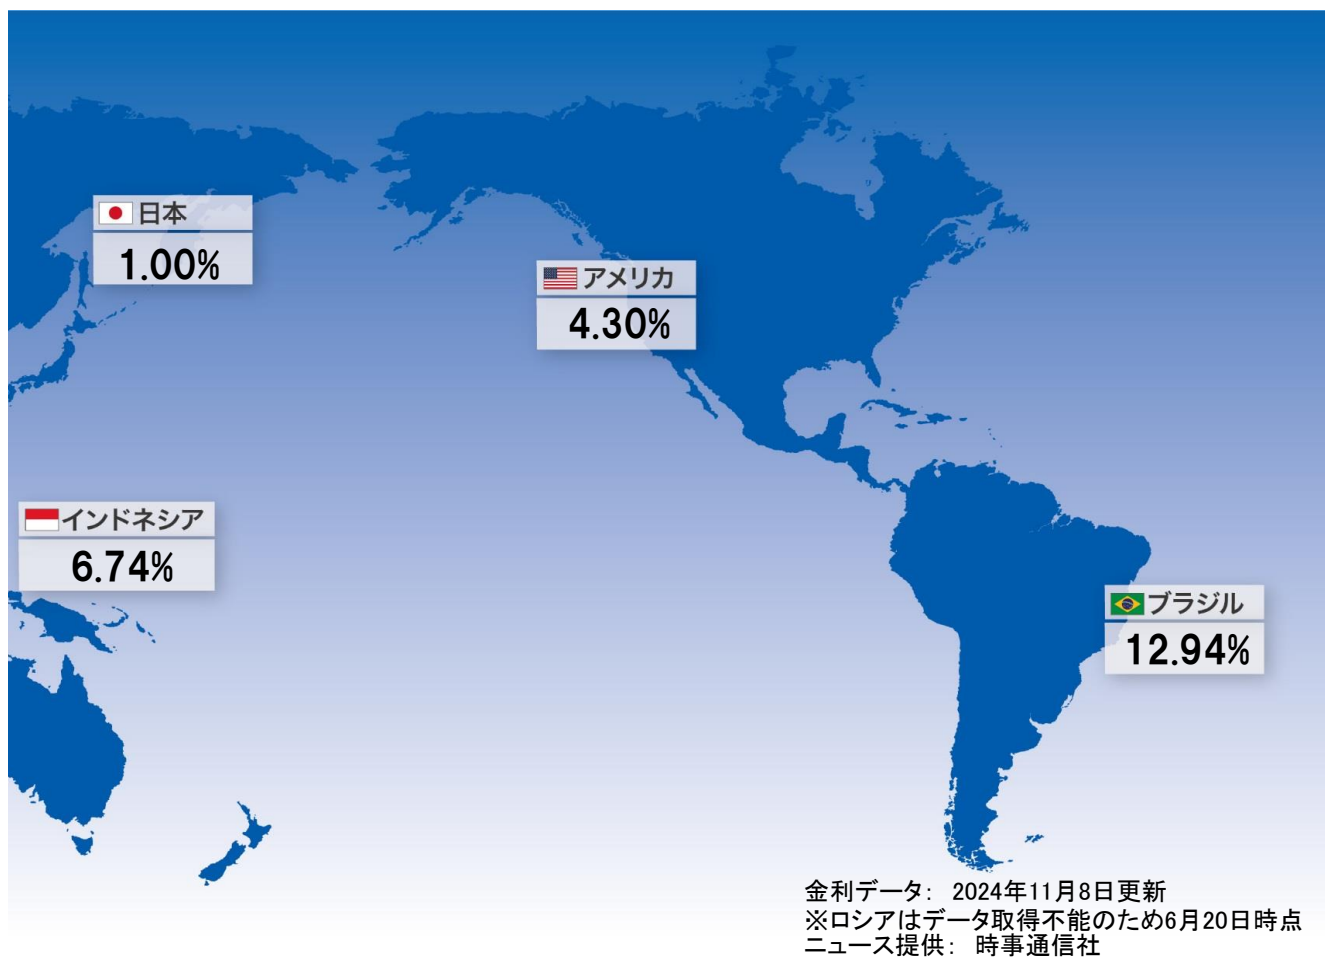 日本
1.00%
アメリカ
4.30%
インドネシア
6.74%
ブラジル
12.94%
金利データ： 2024年11月8日更新
※ロシアはデータ取得不能のため6月20日時点
ニュース提供： 時事通信社